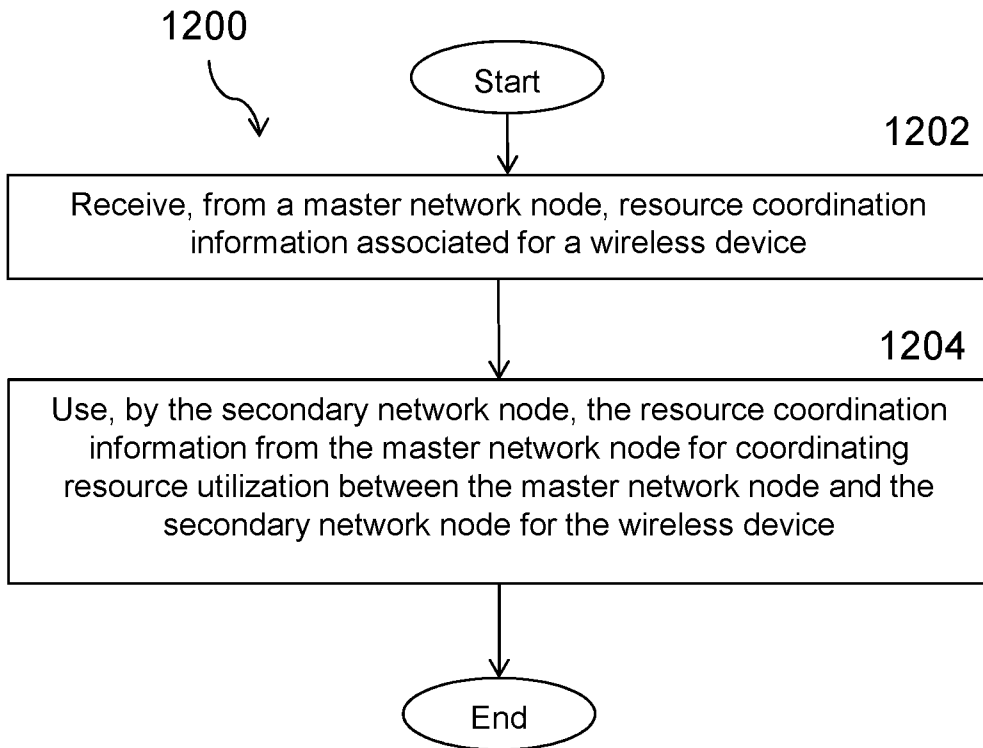 1200
Start
1202
Receive, from a master network node, resource coordination
information associated for a wireless device
1204
Use, by the secondary network node, the resource coordination
information from the master network node for coordinating
resource utilization between the master network node and the
secondary network node for the wireless device
End